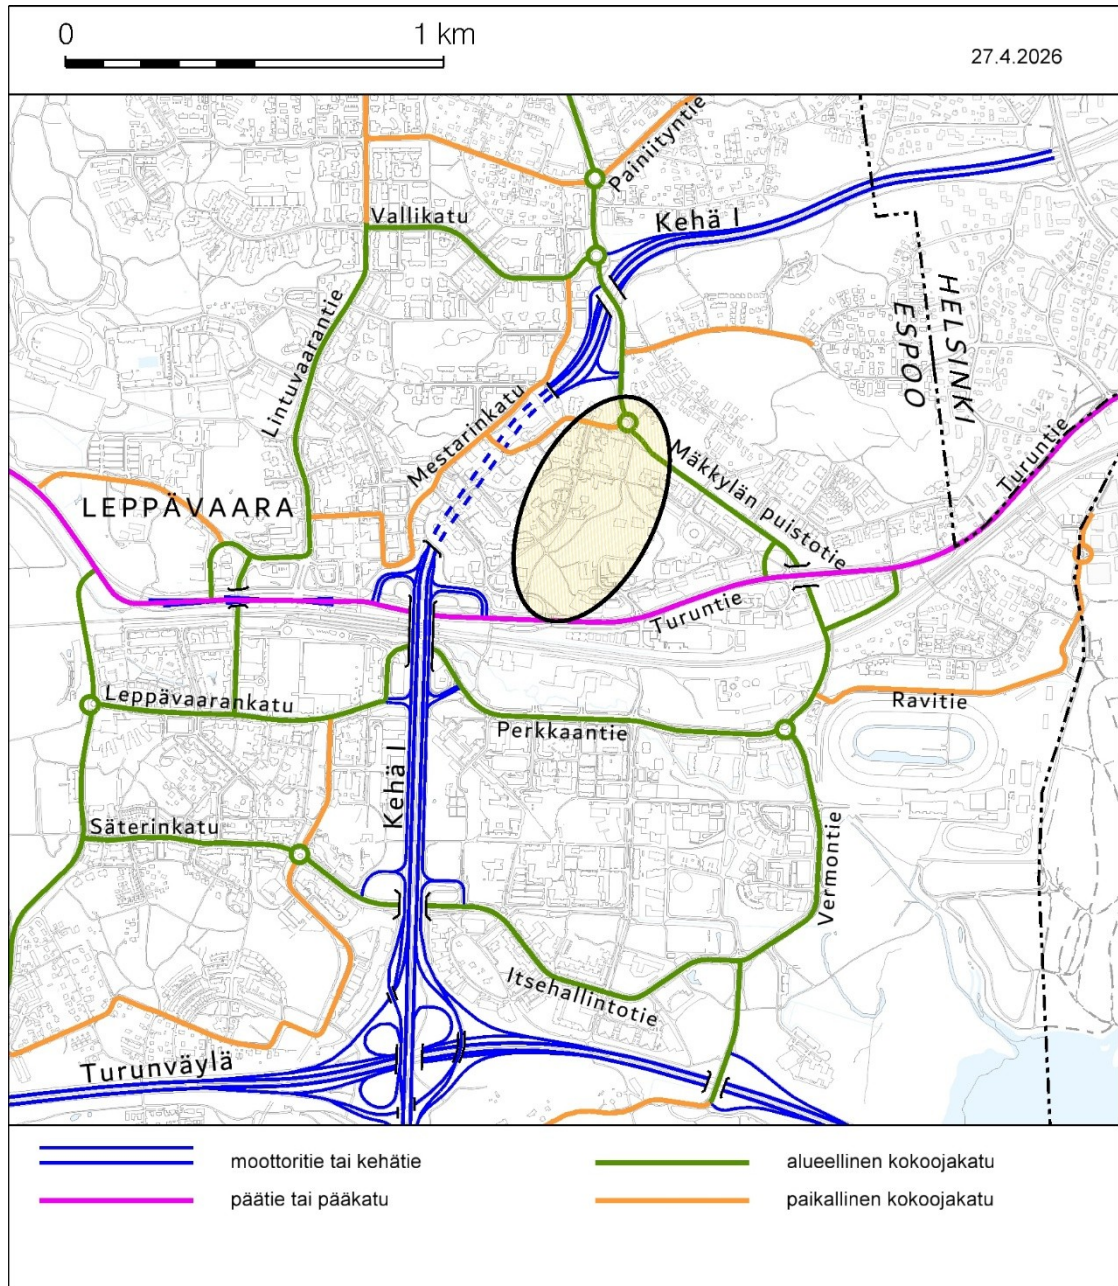 0
1 km
27.4.2026
Painiityntie
Kehä I
Vallikatu
HELSINKI
ESPOO
Lintuvaarantie
Mestarinkatu
Turuntie
LEPPÄVAARA
Mäkkylän puistotie
Turuntie
Leppävaarankatu
Ravitie
Perkkaantie
Kehä I
Säterinkatu
Vermontie
Itsehallintotie
Turunväylä
moottoritie tai kehätie
alueellinen kokoojakatu
päätie tai pääkatu
paikallinen kokoojakatu